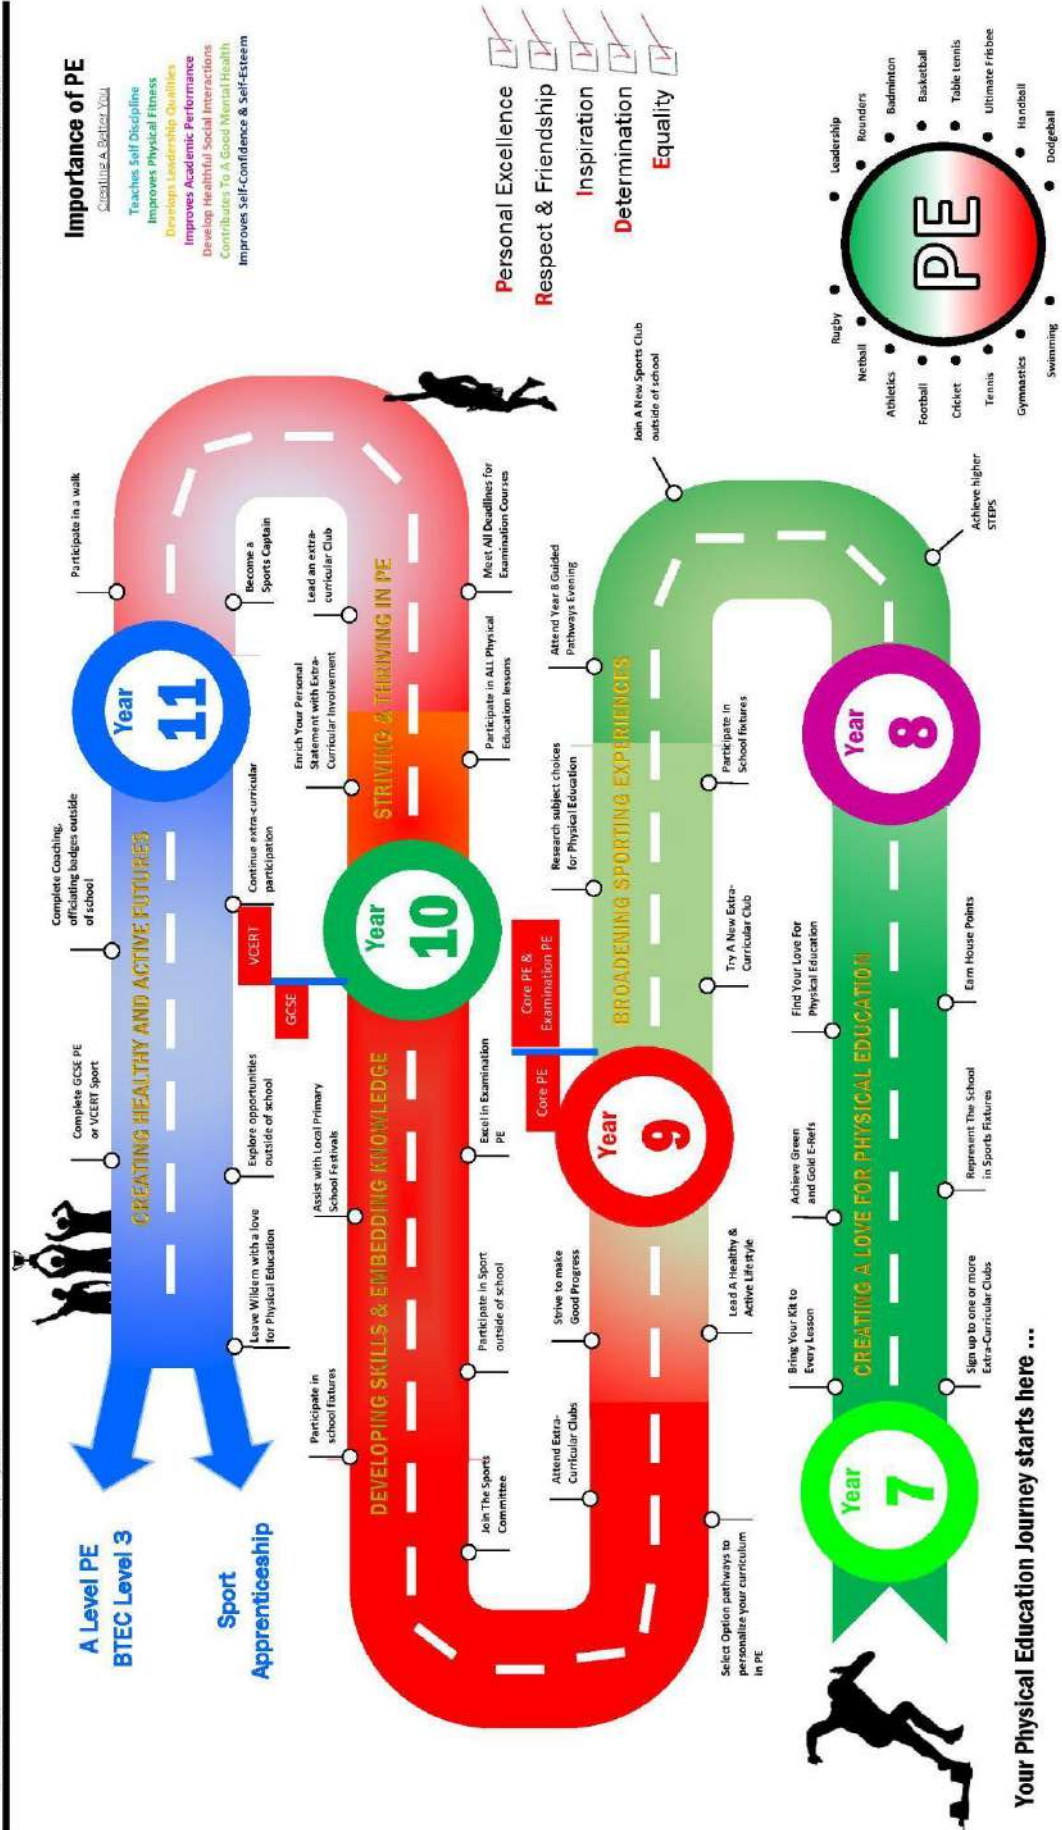 Importance of PE
Creating A Better You
Teaches Self Discipline
Improves Physical Fitness
Develops Leadership Qualities
Improves Academic Performance
Develop Healthful Social Interactions
Contributes To A Good Mental Health
Improves Self-Confidence & Self-Esteem
Personal Excellence
Respect & Friendship
Inspiration
Determination
Equality
A Level PE
BTEC Level 3
Sport
Apprenticeship
Complete GCSE PE
or VCERT Sport
Complete Coaching,
officiating badges outside
of school
Participate in a walk
CREATING HEALTHY AND ACTIVE FUTURES
Year
11
Leave Wildern with a love
for Physical Education
Explore opportunities
outside of school
Continue extra-curricular
participation
Become a
Sports Captain
VCERT
GCSE
Participate in
school fixtures
Assist with Local Primary
School Festivals
Enrich Your Personal
Statement with Extra-
Curricular Involvement
Lead an extra-
curricular Club
DEVELOPING SKILLS & EMBEDDING KNOWLEDGE
Year
10
STRIVING & THRIVING IN PE
Join The Sports
Committee
Participate in Sport
outside of school
Excel in Examination
PE
Participate in ALL Physical
Education lessons
Meet All Deadlines for
Examination Courses
Core PE
Core PE &
Examination PE
Attend Extra-
Curricular Clubs
Strive to make
Good Progress
Research subject choices
for Physical Education
Attend Year 8 Guided
Pathways Evening
Join A New Sports Club
outside of school
Year
9
BROADENING SPORTING EXPERIENCES
Select Option pathways to
personalize your curriculum
in PE
Lead A Healthy &
Active Lifestyle
Try A New Extra-
Curricular Club
Participate In
School fixtures
Achieve higher
STEPS
Bring Your Kit to
Every Lesson
Achieve Green
and Gold E-Refs
Find Your Love For
Physical Education
Year
7
CREATING A LOVE FOR PHYSICAL EDUCATION
Year
8
Sign up to one or more
Extra-Curricular Clubs
Represent The School
in Sports Fixtures
Earn House Points
Your Physical Education Journey starts here ...
PE
Rugby
Netball
Athletics
Football
Cricket
Tennis
Gymnastics
Swimming
Leadership
Rounders
Badminton
Basketball
Table tennis
Ultimate Frisbee
Handball
Dodgeball